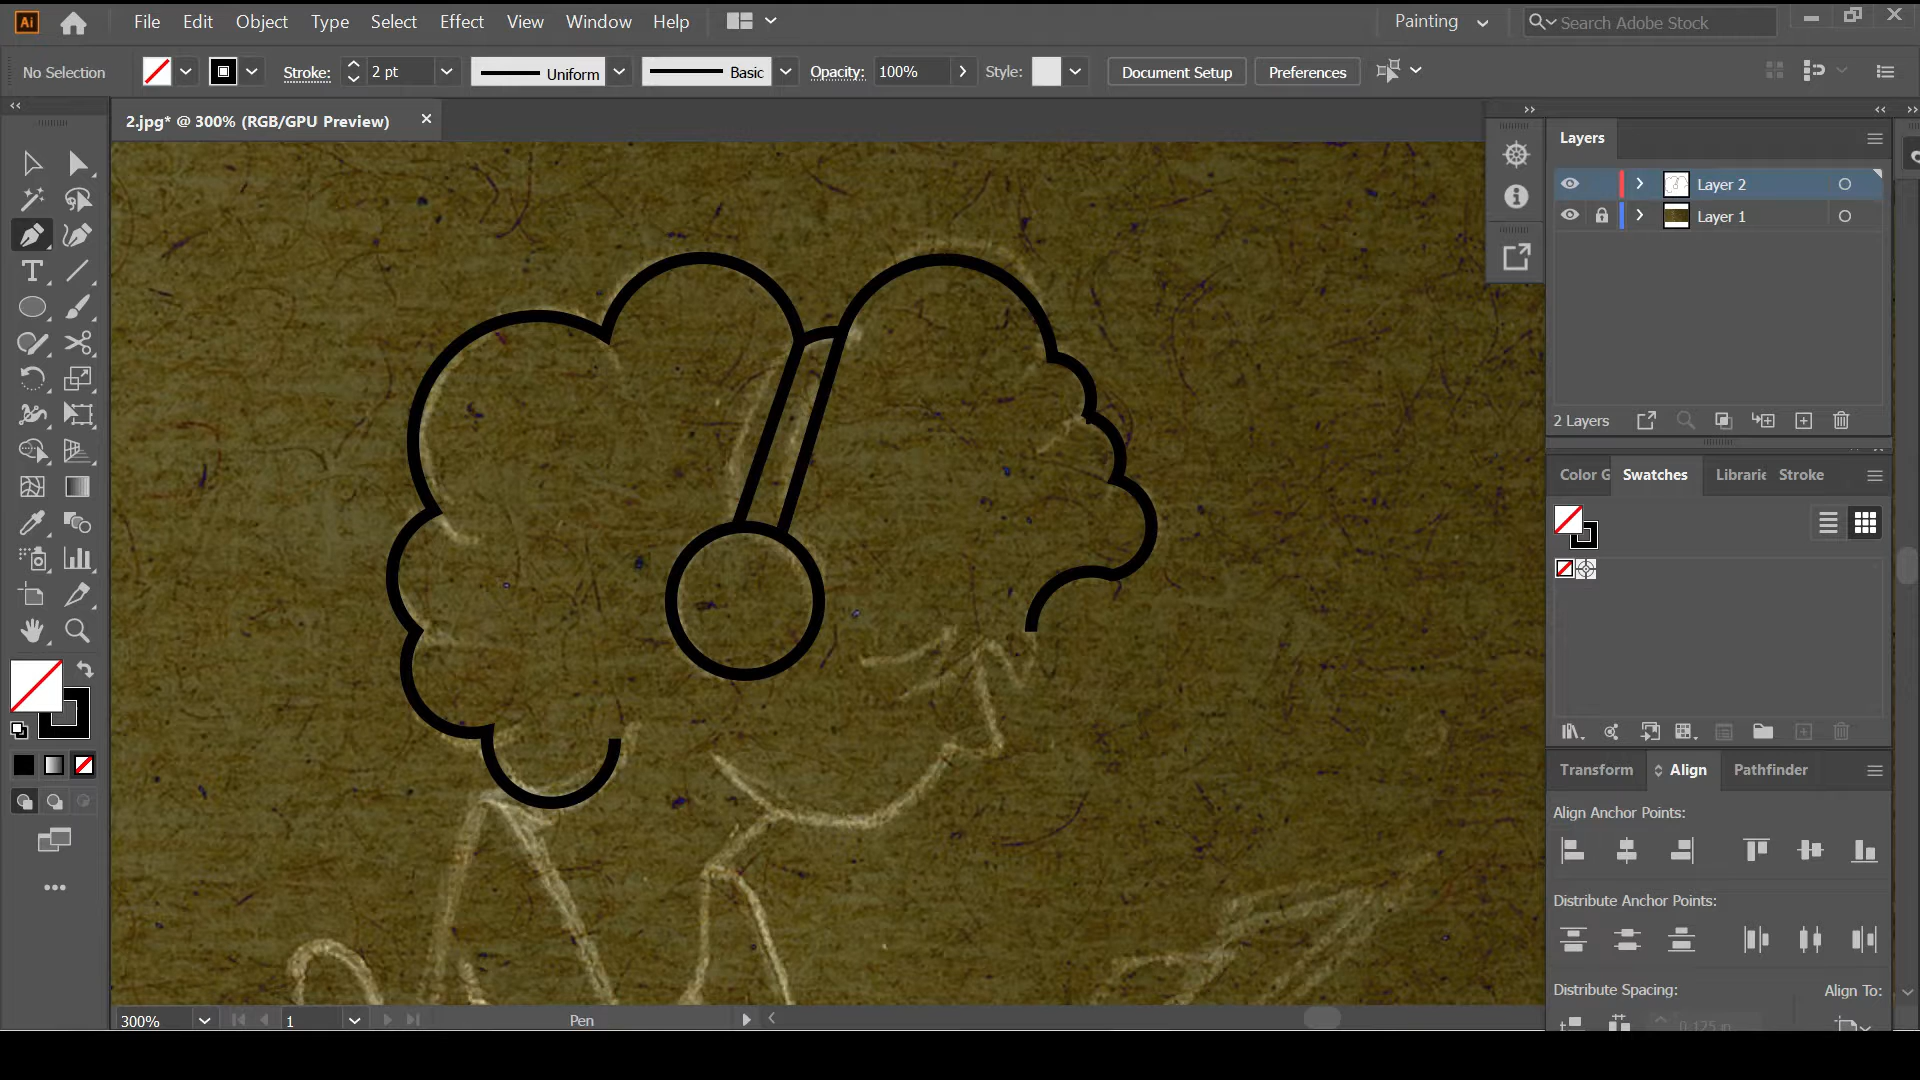 Ai File Edit Object Type Select Effect View Window Help Painting Search Adobe Stock
No Selection Stroke: 2 pt Uniform Basic Opacity: 100% Style: Document Setup Preferences
2.jpg* @ 300% (RGB/GPU Preview)
Layers
Layer 2
Layer 1
2 Layers
Color G Swatches Librarie Stroke
Transform Align Pathfinder
Align Anchor Points:
Distribute Anchor Points:
Distribute Spacing: Align To:
0.125 in
300% 1 Pen